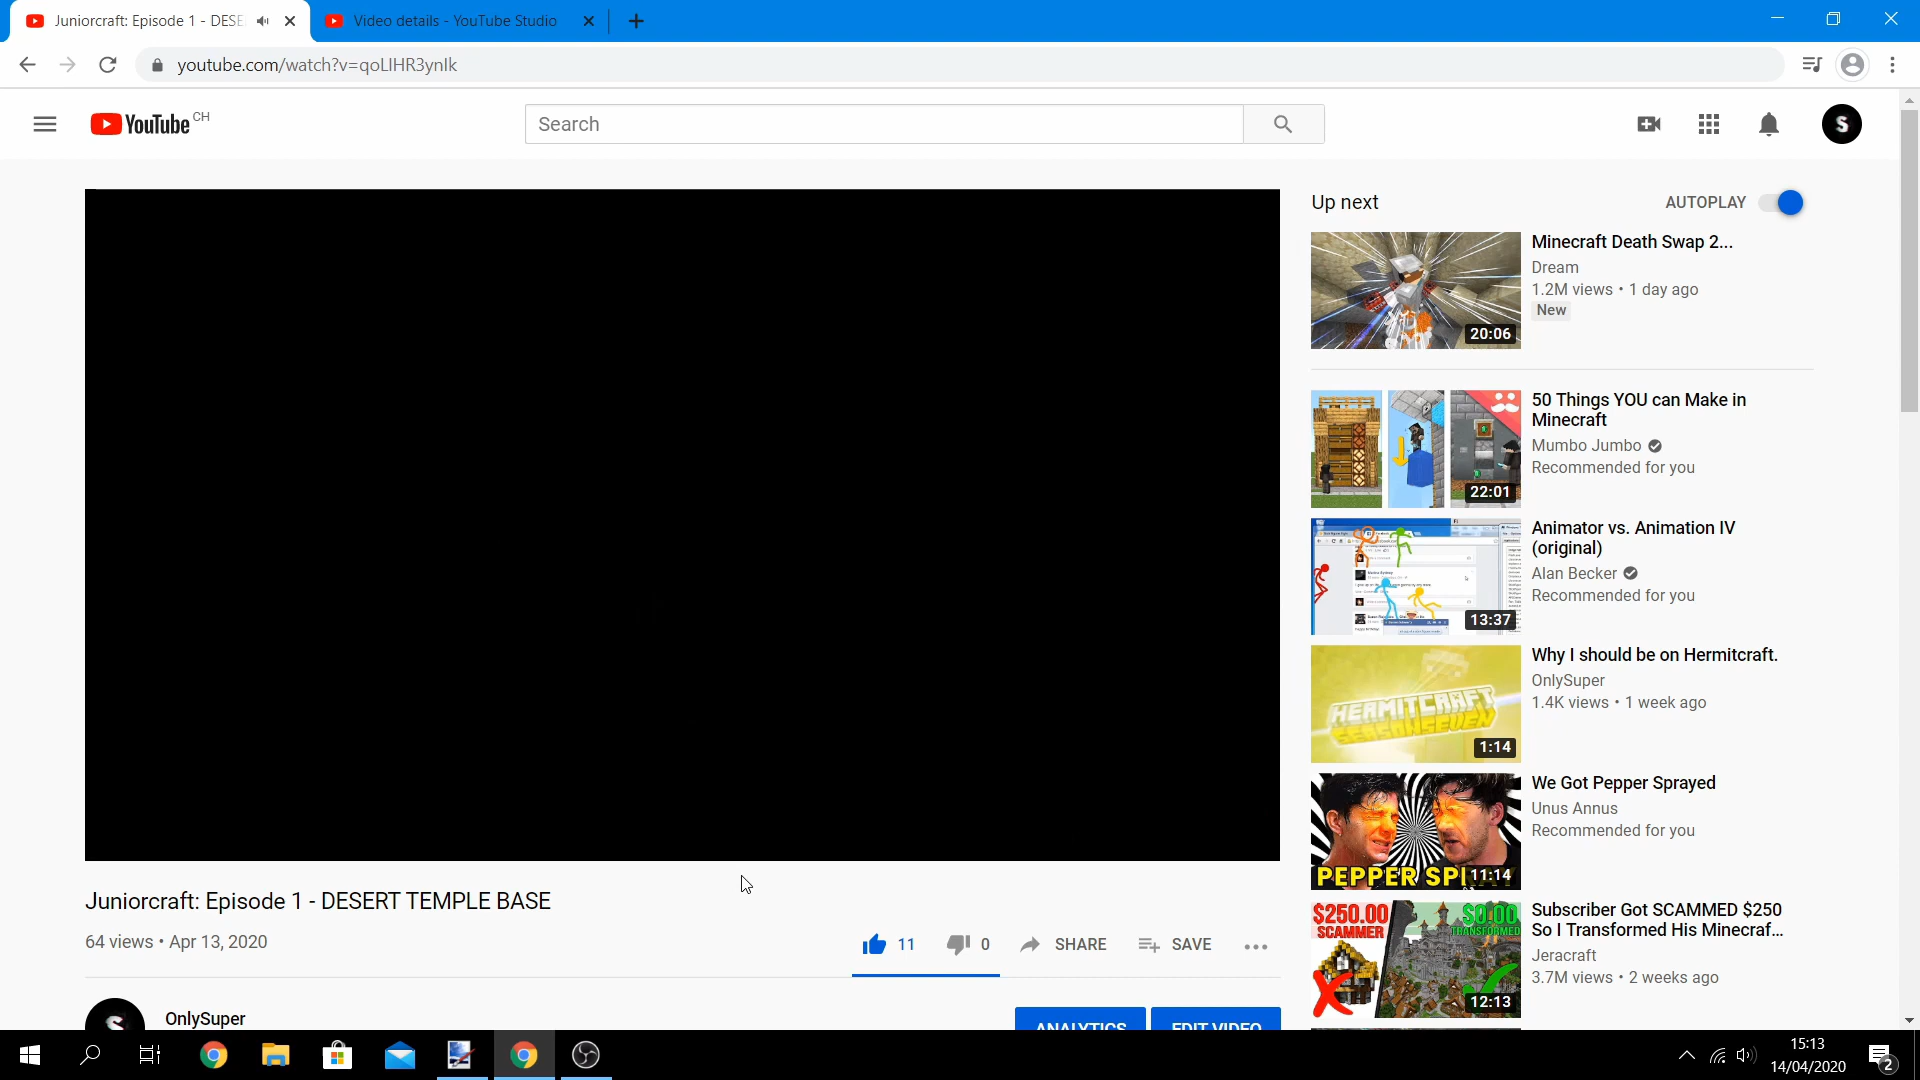 Juniorcraft: Episode 1 - DESE
Video details - YouTube Studio
youtube.com/watch?v=qoLIHR3ynIk
YouTube CH
Search
S
Up next
AUTOPLAY
Minecraft Death Swap 2...
Dream
1.2M views • 1 day ago
New
20:06
50 Things YOU can Make in
Minecraft
Mumbo Jumbo
Recommended for you
22:01
Animator vs. Animation IV
(original)
Alan Becker
Recommended for you
13:37
Why I should be on Hermitcraft.
OnlySuper
1.4K views • 1 week ago
HERMITCRAFT
SEASONSEVEN
1:14
We Got Pepper Sprayed
Unus Annus
Recommended for you
PEPPER SPRAY
11:14
Subscriber Got SCAMMED $250
So I Transformed His Minecraf...
Jeracraft
3.7M views • 2 weeks ago
$250.00
SCAMMER
$0.00
TRANSFORMED
12:13
Juniorcraft: Episode 1 - DESERT TEMPLE BASE
64 views • Apr 13, 2020
11
0
SHARE
SAVE
OnlySuper
ANALYTICS
EDIT VIDEO
15:13
14/04/2020
2